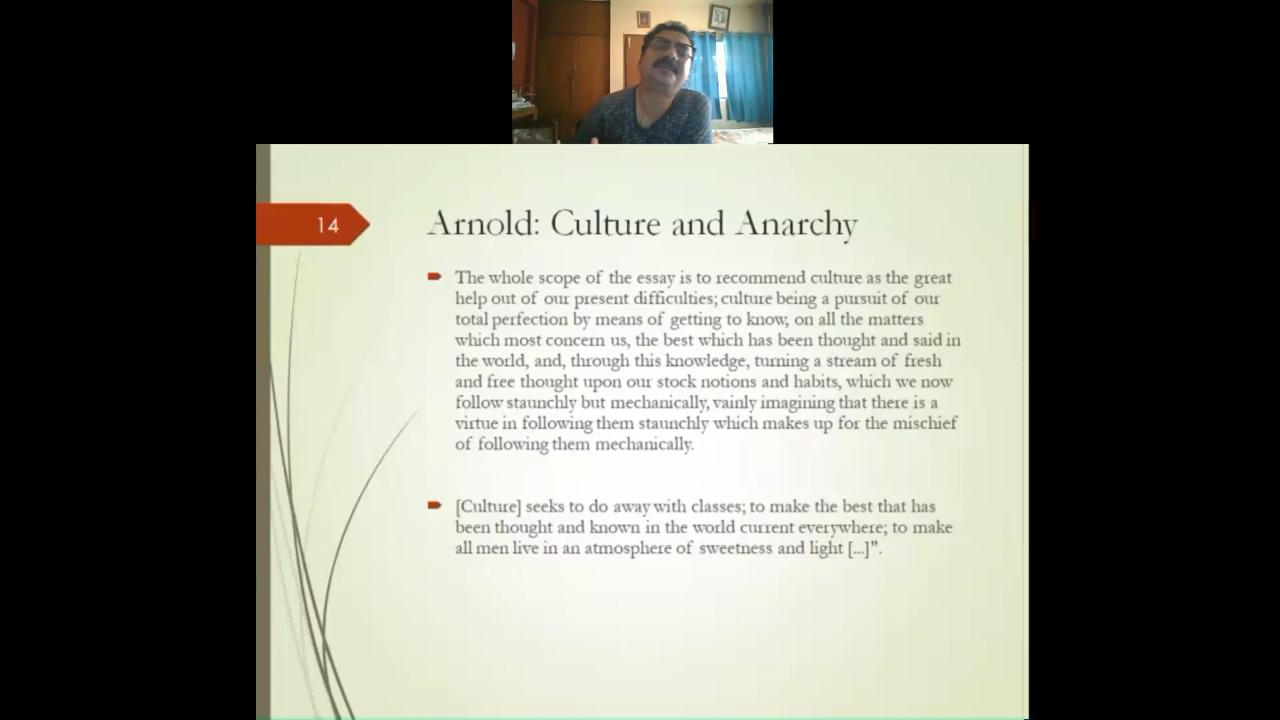 14
Arnold: Culture and Anarchy
The whole scope of the essay is to recommend culture as the great
help out of our present difficulties; culture being a pursuit of our
total perfection by means of getting to know, on all the matters
which most concern us, the best which has been thought and said in
the world, and, through this knowledge, turning a stream of fresh
and free thought upon our stock notions and habits, which we now
follow staunchly but mechanically, vainly imagining that there is a
virtue in following them staunchly which makes up for the mischief
of following them mechanically.
[Culture] seeks to do away with classes; to make the best that has
been thought and known in the world current everywhere; to make
all men live in an atmosphere of sweetness and light [...]".